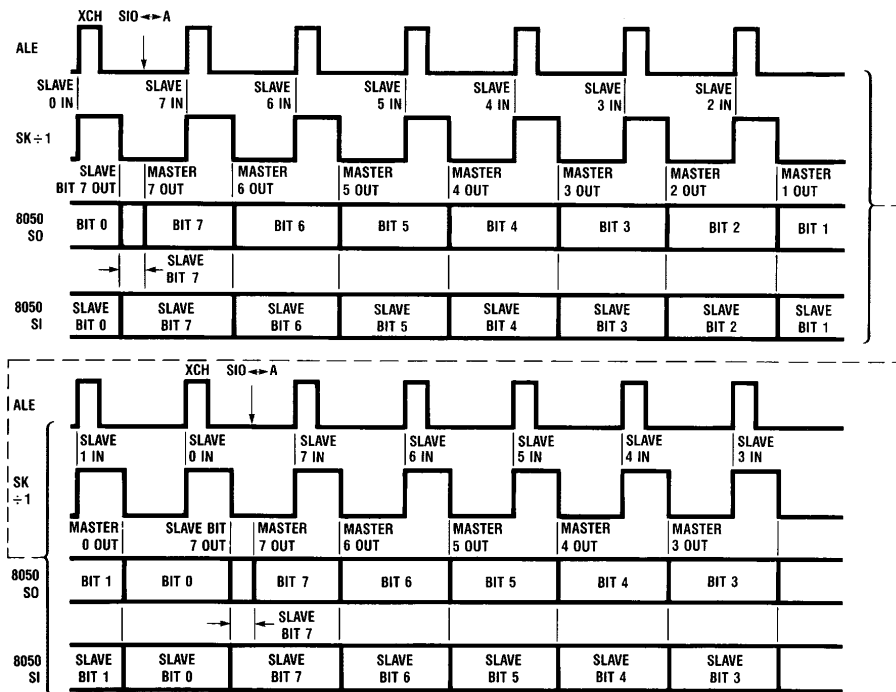 XCH SIO◄►A
ALE
SLAVE SLAVE SLAVE SLAVE SLAVE SLAVE SLAVE
0 IN 7 IN 6 IN 5 IN 4 IN 3 IN 2 IN
SK÷1
SLAVE MASTER MASTER MASTER MASTER MASTER MASTER MASTER
BIT 7 OUT 7 OUT 6 OUT 5 OUT 4 OUT 3 OUT 2 OUT 1 OUT
8050 BIT 0 BIT 7 BIT 6 BIT 5 BIT 4 BIT 3 BIT 2 BIT 1
SO
SLAVE
BIT 7
8050 SLAVE SLAVE SLAVE SLAVE SLAVE SLAVE SLAVE SLAVE
SI BIT 0 BIT 7 BIT 6 BIT 5 BIT 4 BIT 3 BIT 2 BIT 1
XCH SIO◄►A
ALE
SLAVE SLAVE SLAVE SLAVE SLAVE SLAVE SLAVE
1 IN 0 IN 7 IN 6 IN 5 IN 4 IN 3 IN
SK
÷1
MASTER SLAVE BIT MASTER MASTER MASTER MASTER MASTER
0 OUT 7 OUT 7 OUT 6 OUT 5 OUT 4 OUT 3 OUT
8050 BIT 1 BIT 0 BIT 7 BIT 6 BIT 5 BIT 4 BIT 3
SO
SLAVE
BIT 7
8050 SLAVE SLAVE SLAVE SLAVE SLAVE SLAVE SLAVE
SI BIT 1 BIT 0 BIT 7 BIT 6 BIT 5 BIT 4 BIT 3